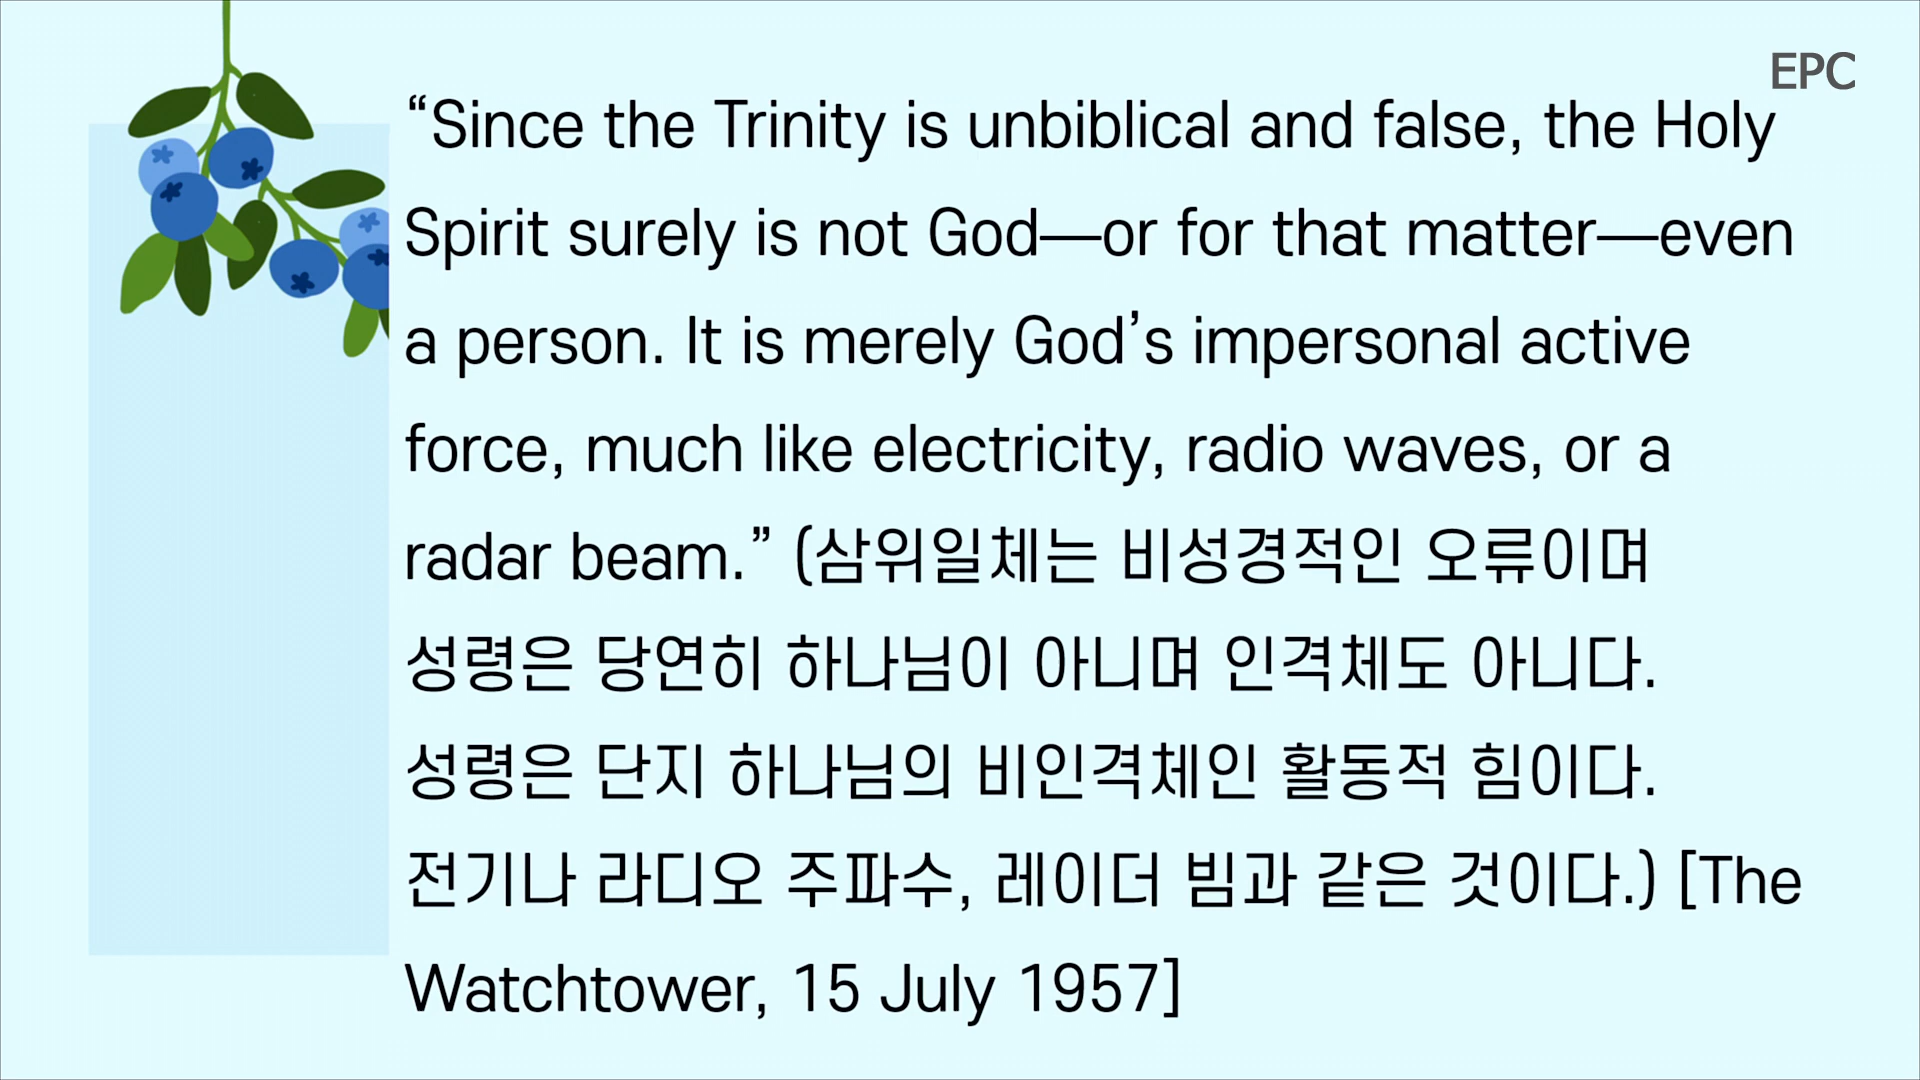 EPC
“Since the Trinity is unbiblical and false, the Holy
Spirit surely is not God—or for that matter—even
a person. It is merely God’s impersonal active
force, much like electricity, radio waves, or a
radar beam.” (삼위일체는 비성경적인 오류이며
성령은 당연히 하나님이 아니며 인격체도 아니다.
성령은 단지 하나님의 비인격체인 활동적 힘이다.
전기나 라디오 주파수, 레이더 빔과 같은 것이다.) [The
Watchtower, 15 July 1957]